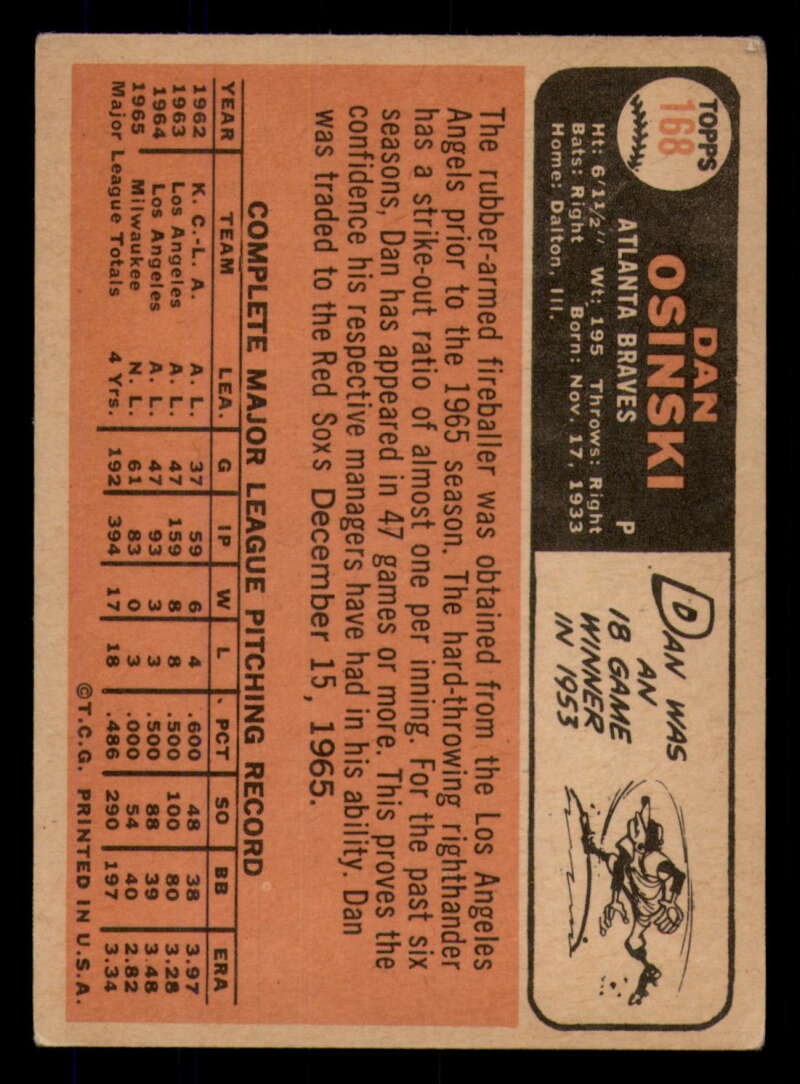 TOPPS
168
DAN
OSINSKI
ATLANTA BRAVES P
Ht: 6'1½" Wt: 195 Throws: Right
Bats: Right Born: Nov. 17, 1933
Home: Dalton, Ill.
DAN WAS
AN
18 GAME
WINNER
IN 1953
The rubber-armed fireballer was obtained from the Los Angeles
Angels prior to the 1965 season. The hard-throwing righthander
has a strike-out ratio of almost one per inning. For the past six
seasons, Dan has appeared in 47 games or more. This proves the
confidence his respective managers have had in his ability. Dan
was traded to the Red Soxs December 15, 1965.
COMPLETE MAJOR LEAGUE PITCHING RECORD
YEAR TEAM LEA. G IP W L PCT SO BB ERA
1962 K. C.-L. A. A. L. 37 59 6 4 .600 48 38 3.97
1963 Los Angeles A. L. 47 159 8 8 .500 100 80 3.28
1964 Los Angeles A. L. 47 93 3 3 .500 88 39 3.48
1965 Milwaukee N. L. 61 83 0 3 .000 54 40 2.82
Major League Totals 4 Yrs. 192 394 17 18 .486 290 197 3.34
©T.C.G. PRINTED IN U.S.A.